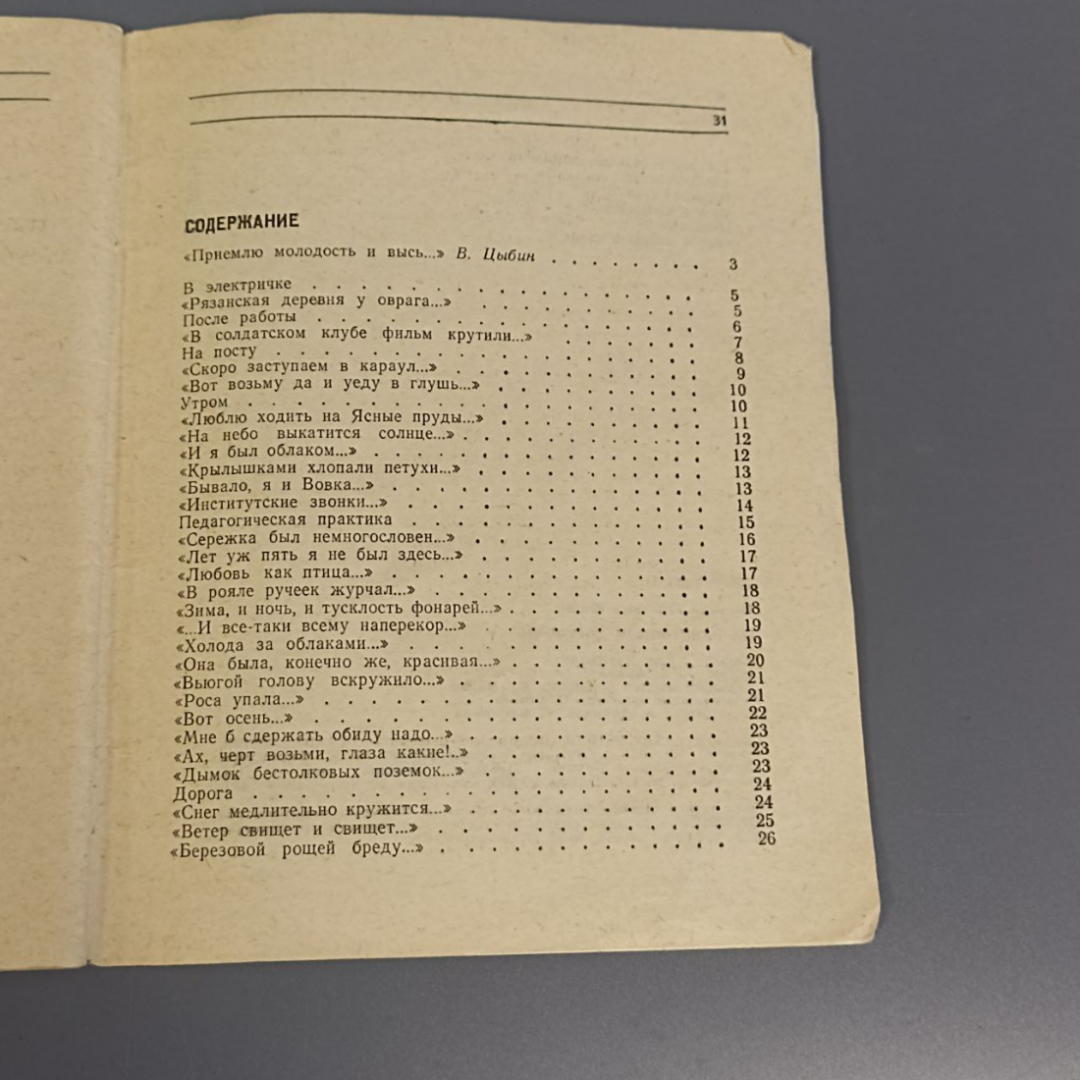 31
СОДЕРЖАНИЕ
«Приемлю молодость и высь...» В. Цыбин . . . . . . . . 3
В электричке . . . . . . . . . . . . . 5
«Рязанская деревня у оврага...» . . . . . . . . 5
После работы . . . . . . . . . . . . . 6
«В солдатском клубе фильм крутили...» . . . . . . 7
На посту . . . . . . . . . . . . . . 8
«Скоро заступаем в караул...» . . . . . . . . . 9
«Вот возьму да и уеду в глушь...» . . . . . . . . 10
Утром . . . . . . . . . . . . . . . 10
«Люблю ходить на Ясные пруды...» . . . . . . . . 11
«На небо выкатится солнце...» . . . . . . . . . 12
«И я был облаком...» . . . . . . . . . . . 12
«Крылышками хлопали петухи...» . . . . . . . . . 13
«Бывало, я и Вовка...» . . . . . . . . . . . 13
«Институтские звонки...» . . . . . . . . . . 14
Педагогическая практика . . . . . . . . . . 15
«Сережка был немногословен...» . . . . . . . . . 16
«Лет уж пять я не был здесь...» . . . . . . . . . 17
«Любовь как птица...» . . . . . . . . . . . 17
«В рояле ручеек журчал...» . . . . . . . . . . 18
«Зима, и ночь, и тусклость фонарей...» . . . . . . . 18
«...И все-таки всему наперекор...» . . . . . . . . 19
«Холода за облаками...» . . . . . . . . . . 19
«Она была, конечно же, красивая...» . . . . . . . . 20
«Вьюгой голову вскружило...» . . . . . . . . . 21
«Роса упала...» . . . . . . . . . . . . . 21
«Вот осень...» . . . . . . . . . . . . . 22
«Мне б сдержать обиду надо...» . . . . . . . . . 23
«Ах, черт возьми, глаза какие!..» . . . . . . . . 23
«Дымок бестолковых поземок...» . . . . . . . . . 23
Дорога . . . . . . . . . . . . . . . 24
«Снег медлительно кружится...» . . . . . . . . . 24
«Ветер свищет и свищет...» . . . . . . . . . . 25
«Березовой рощей бреду...» . . . . . . . . . . 26